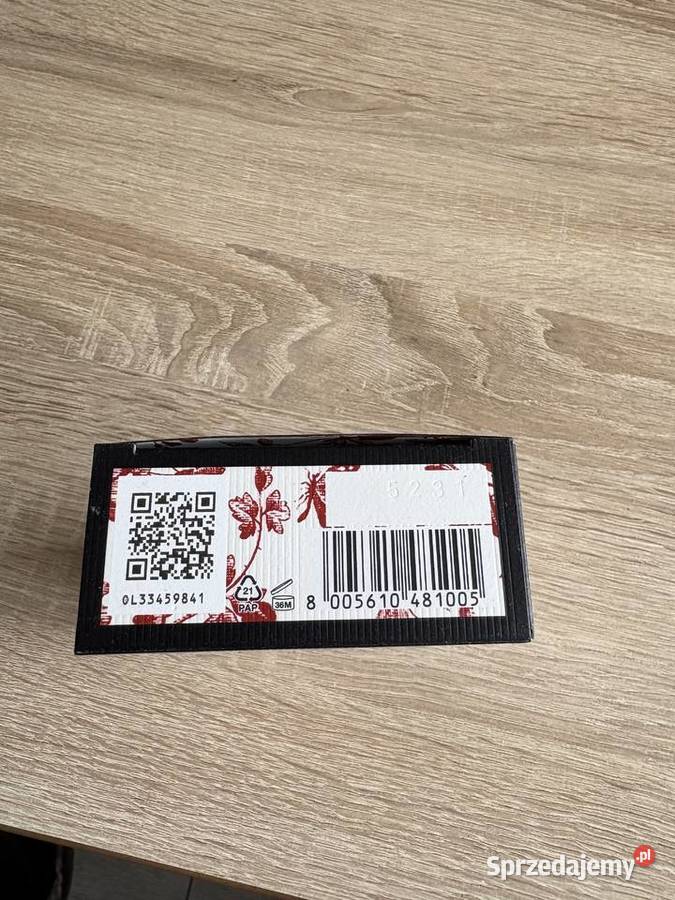 5231
0L33459841
21
PAP
36M
8 005610 481005
Sprzedajemy.pl